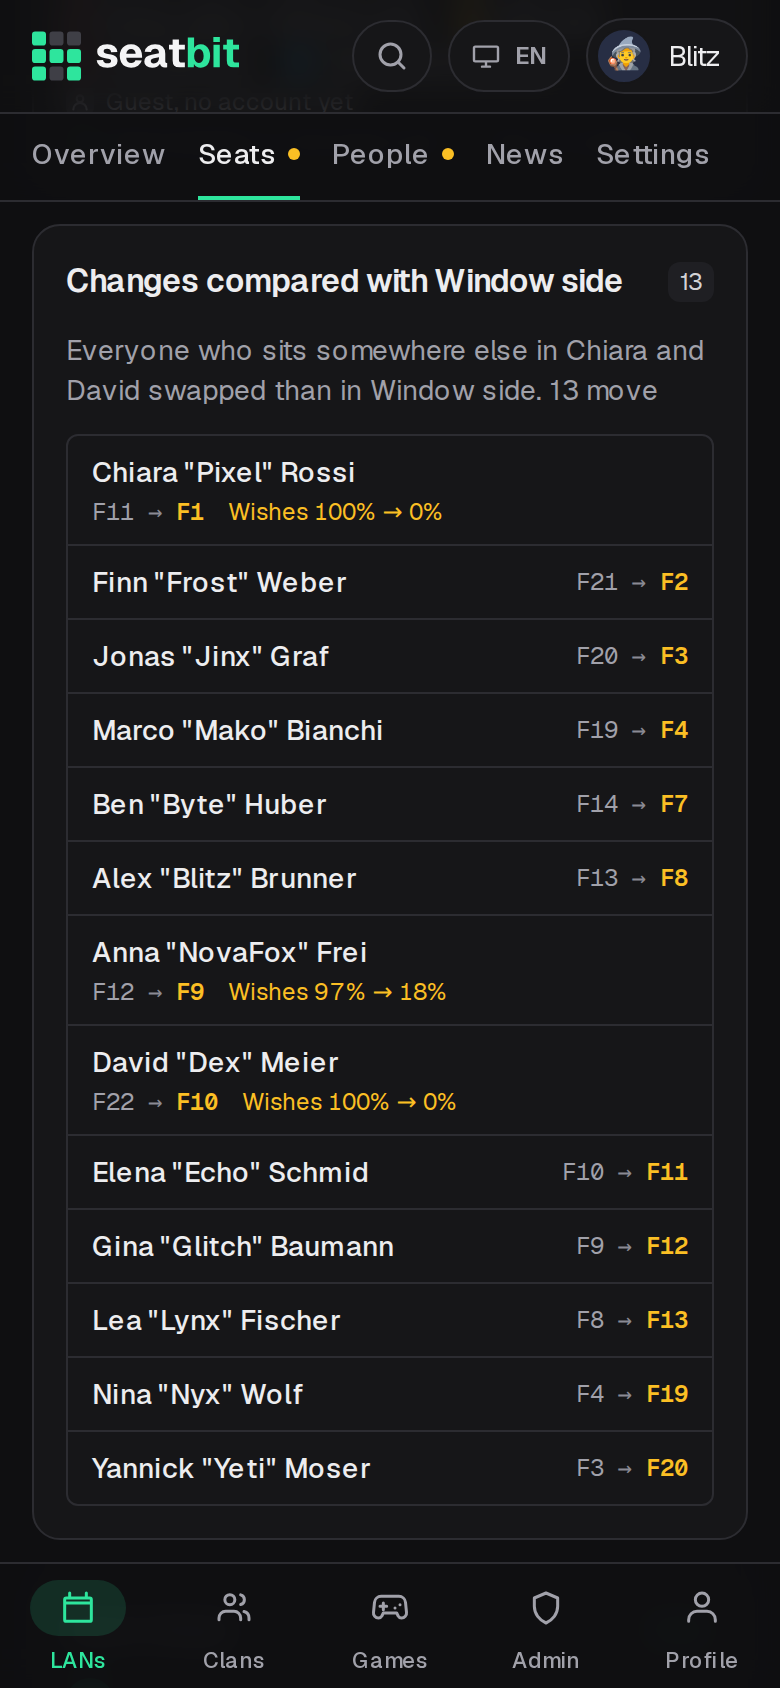 seatbit
EN
Blitz
Guest, no account yet
Overview
Seats
People
News
Settings
Changes compared with Window side
13
Everyone who sits somewhere else in Chiara and
David swapped than in Window side. 13 move
Chiara "Pixel" Rossi
F11 → F1 Wishes 100% → 0%
Finn "Frost" Weber F21 → F2
Jonas "Jinx" Graf F20 → F3
Marco "Mako" Bianchi F19 → F4
Ben "Byte" Huber F14 → F7
Alex "Blitz" Brunner F13 → F8
Anna "NovaFox" Frei
F12 → F9 Wishes 97% → 18%
David "Dex" Meier
F22 → F10 Wishes 100% → 0%
Elena "Echo" Schmid F10 → F11
Gina "Glitch" Baumann F9 → F12
Lea "Lynx" Fischer F8 → F13
Nina "Nyx" Wolf F4 → F19
Yannick "Yeti" Moser F3 → F20
LANs
Clans
Games
Admin
Profile